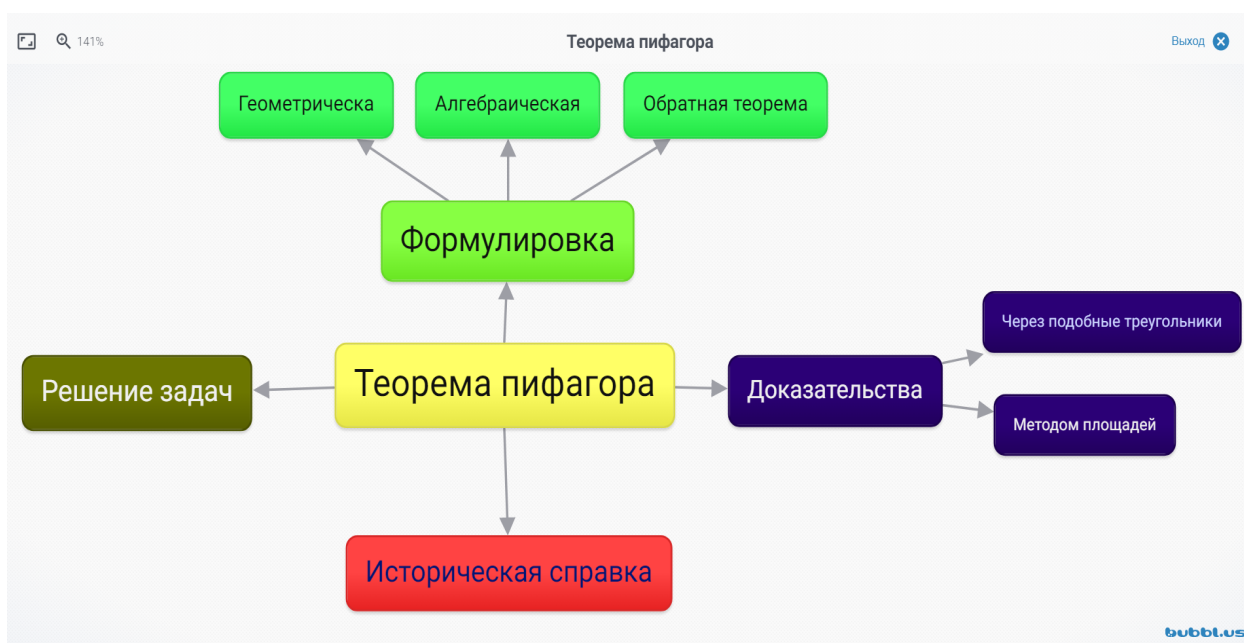 141%
Теорема пифагора
Выход
Геометрическа
Алгебраическая
Обратная теорема
Формулировка
Через подобные треугольники
Решение задач
Теорема пифагора
Доказательства
Методом площадей
Историческая справка
bubbl.us